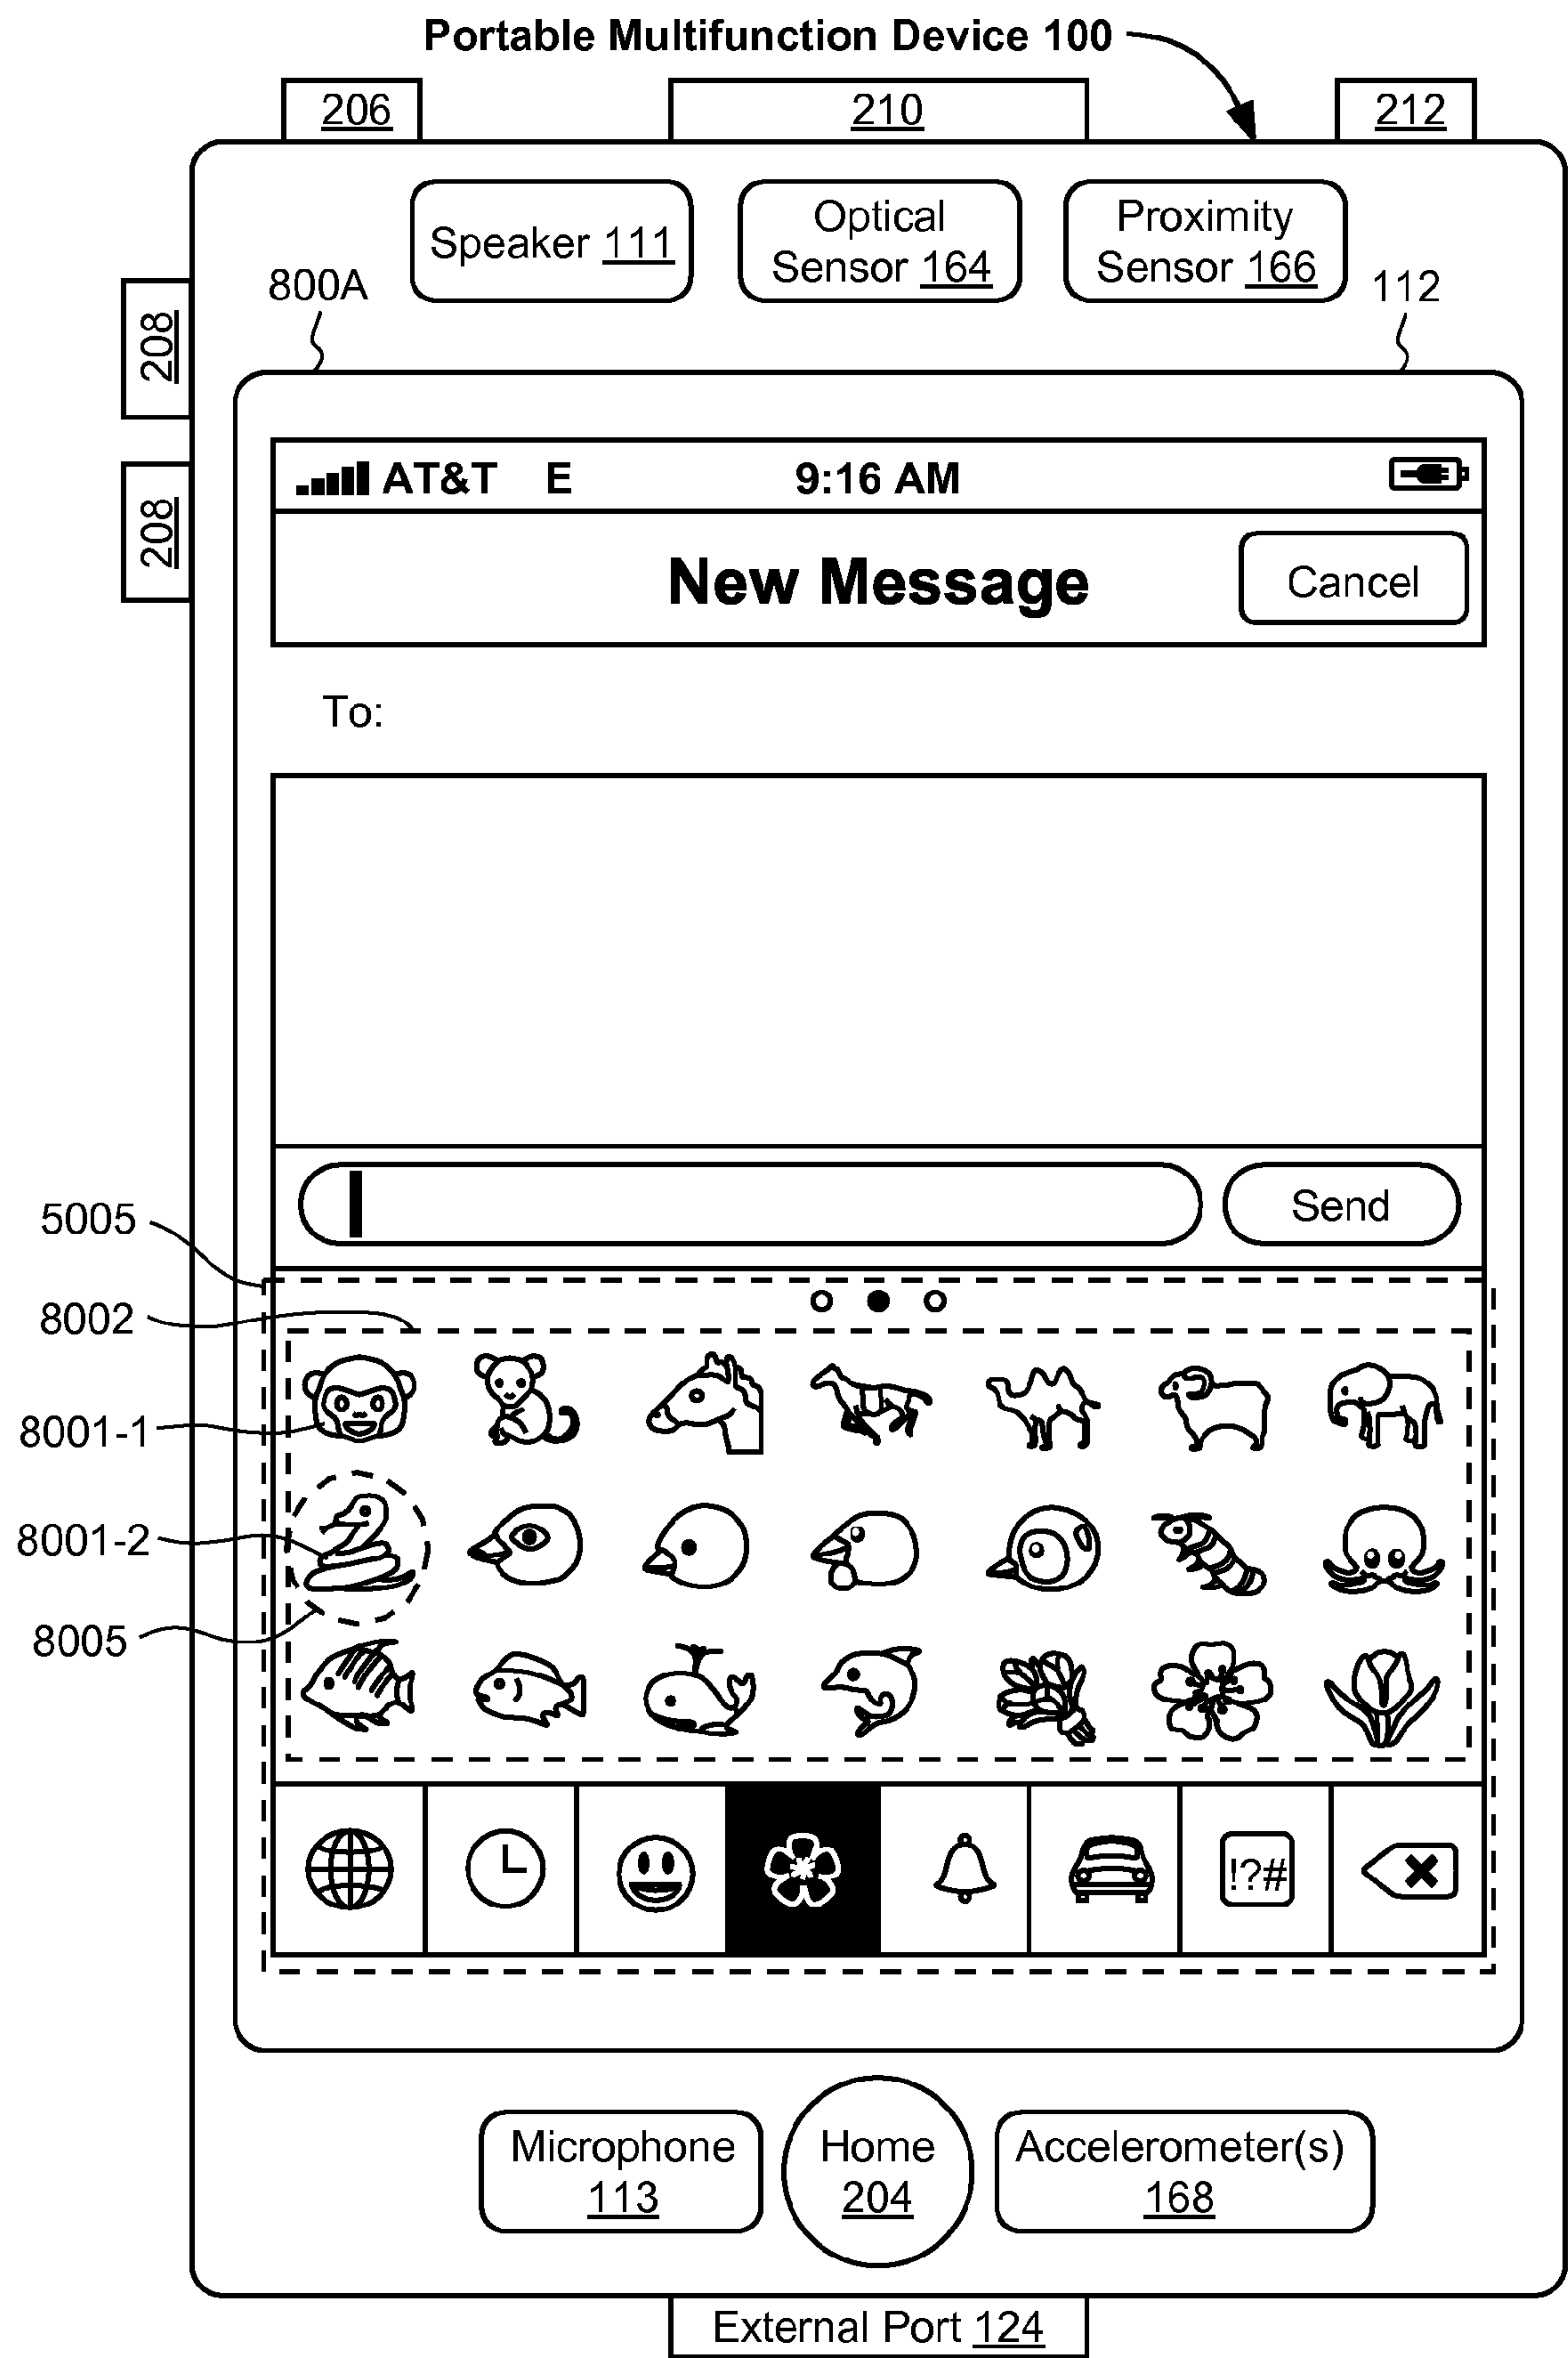 Portable Multifunction Device 100
206
210
212
Speaker 111
Optical
Sensor 164
Proximity
Sensor 166
800A
112
208
208
AT&T E 9:16 AM
New Message
Cancel
To:
Send
5005
8002
8001-1
8001-2
8005
!?#
Microphone
113
Home
204
Accelerometer(s)
168
External Port 124